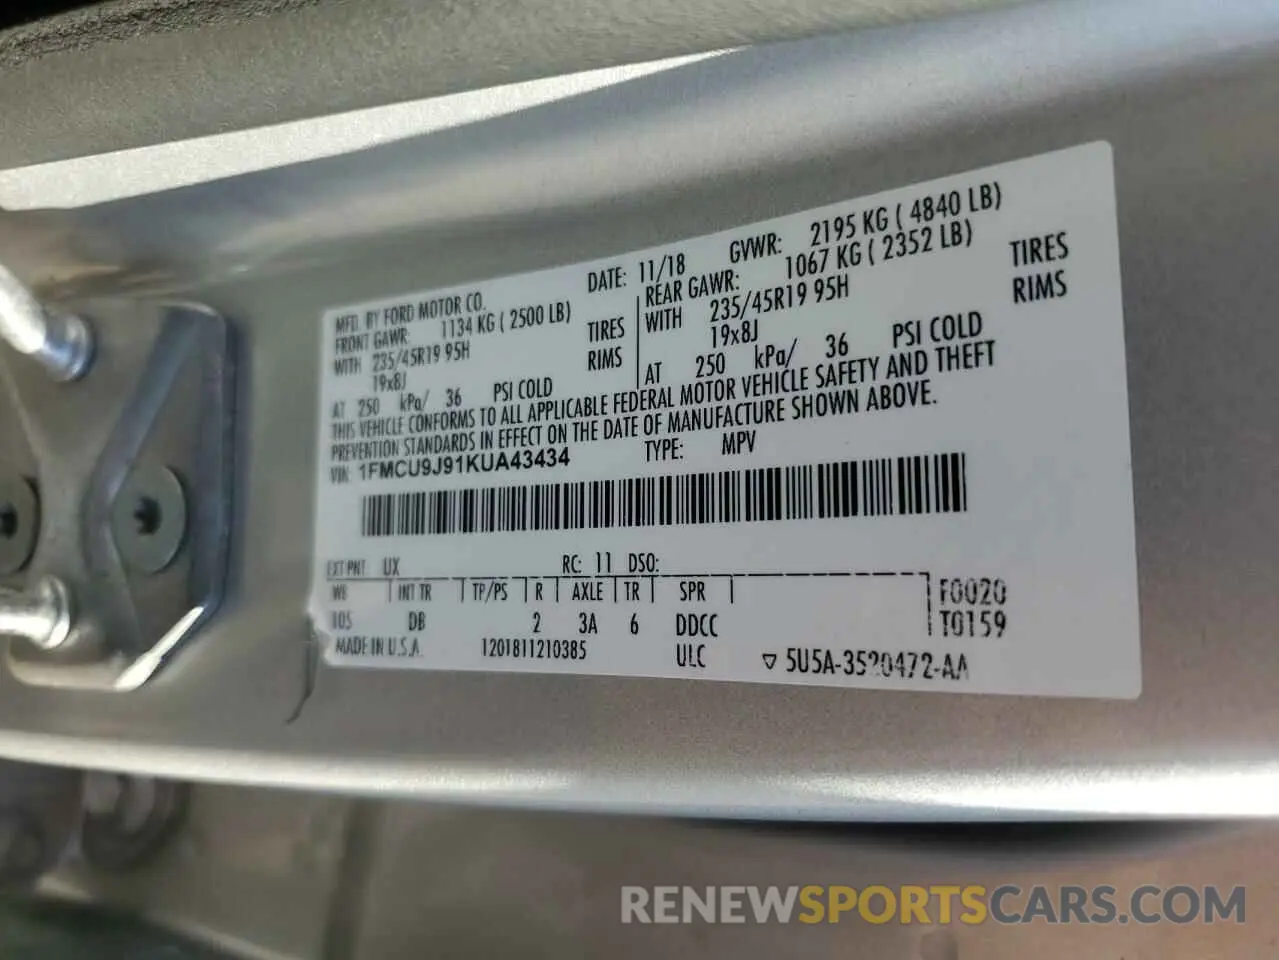 MFD. BY FORD MOTOR CO. DATE: 11/18 GVWR: 2195 KG ( 4840 LB)
FRONT GAWR: 1134 KG ( 2500 LB) REAR GAWR: 1067 KG ( 2352 LB)
WITH 235/45R19 95H TIRES WITH 235/45R19 95H TIRES
19x8J RIMS 19x8J RIMS
AT 250 kPa/ 36 PSI COLD AT 250 kPa/ 36 PSI COLD
THIS VEHICLE CONFORMS TO ALL APPLICABLE FEDERAL MOTOR VEHICLE SAFETY AND THEFT
PREVENTION STANDARDS IN EFFECT ON THE DATE OF MANUFACTURE SHOWN ABOVE.
VIN: 1FMCU9J91KUA43434 TYPE: MPV
EXT PNT UX RC: 11 DSO:
WB INT TR TP/PS R AXLE TR SPR F0020
105 DB 2 3A 6 DDCC T0159
MADE IN U.S.A. 1201811210385 ULC 5U5A-3520472-AA
RENEWSPORTSCARS.COM